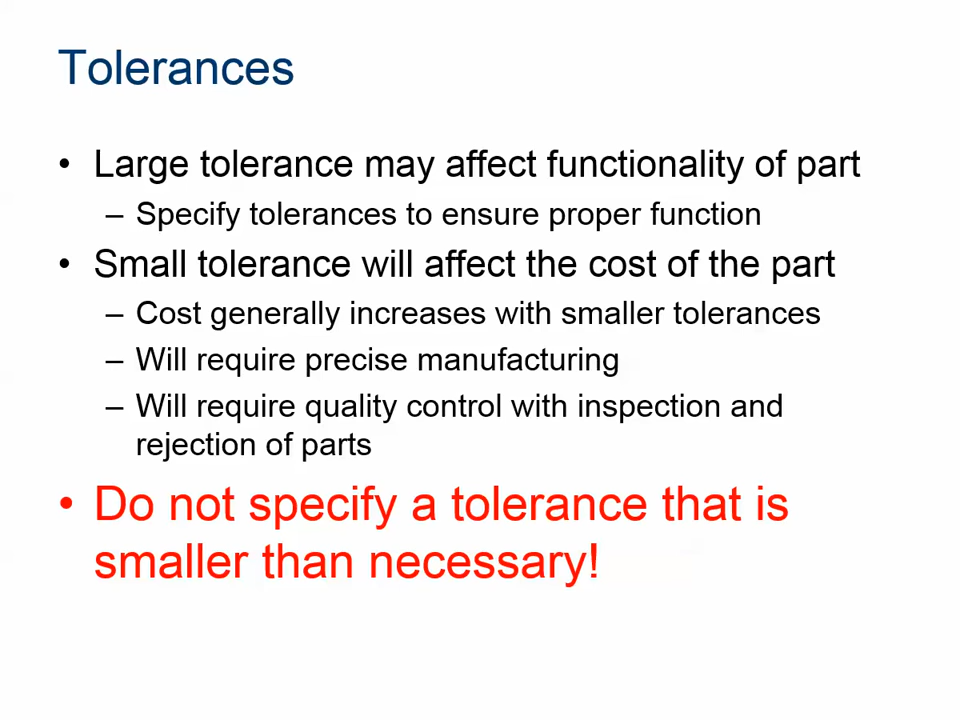 Tolerances
• Large tolerance may affect functionality of part
– Specify tolerances to ensure proper function
• Small tolerance will affect the cost of the part
– Cost generally increases with smaller tolerances
– Will require precise manufacturing
– Will require quality control with inspection and
rejection of parts
• Do not specify a tolerance that is
smaller than necessary!